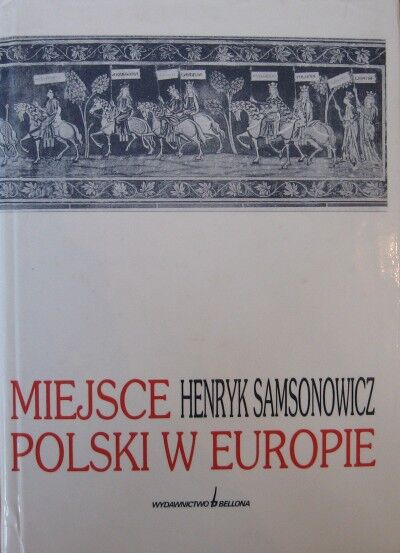 MIEJSCE HENRYK SAMSONOWICZ
POLSKI W EUROPIE
WYDAWNICTWO BELLONA